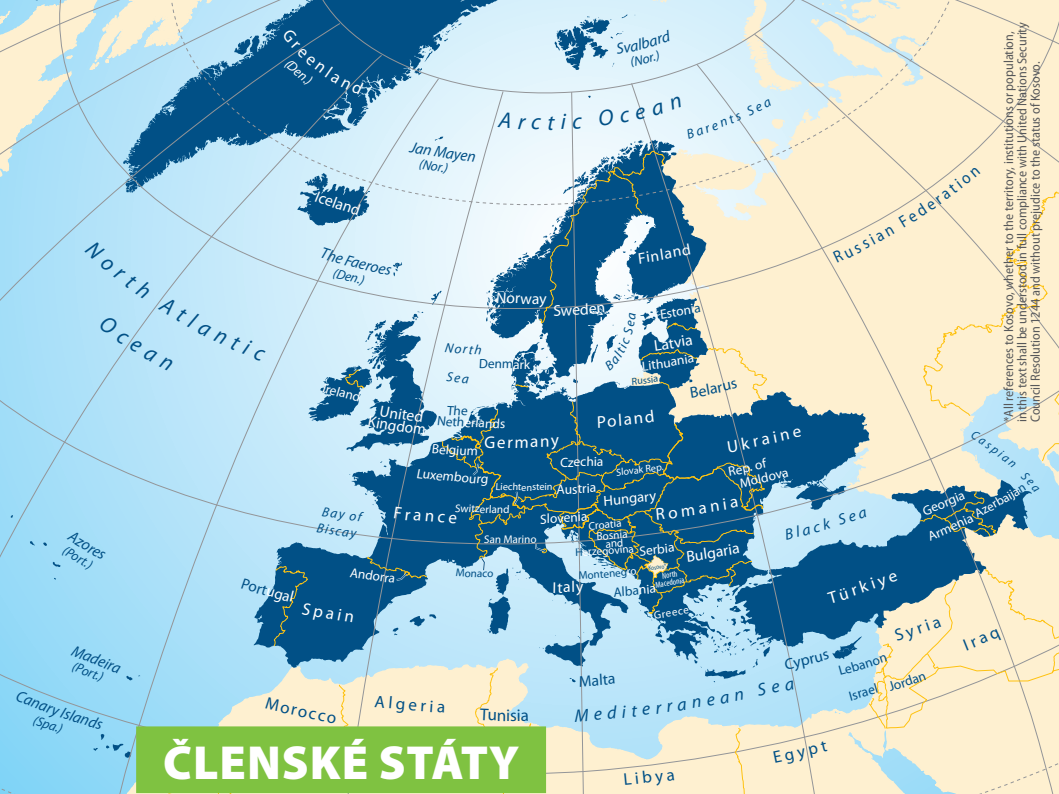 Greenland
(Den.)
Svalbard
(Nor.)
Arctic Ocean
Barents Sea
Jan Mayen
(Nor.)
Iceland
Russian Federation
The Faeroes
(Den.)
Finland
North Atlantic
Ocean
Norway
Sweden
Estonia
Baltic Sea
Latvia
Lithuania
Russia
Belarus
North
Sea
Denmark
Ireland
United
Kingdom
The
Netherlands
Poland
Germany
Belgium
Ukraine
Czechia
Slovak Rep.
Luxembourg
Rep. of
Moldova
Liechtenstein
Austria
Hungary
Switzerland
France
Slovenia
Romania
Croatia
Bosnia
and
Herzegovina
San Marino
Serbia
Bulgaria
Bay of
Biscay
Black Sea
Caspian Sea
Georgia
Armenia
Azerbaijan
Azores
(Port.)
Andorra
Monaco
Montenegro
North
Macedonia
Albania
Italy
Portugal
Spain
Greece
Türkiye
Syria
Iraq
Cyprus
Lebanon
Israel
Jordan
Madeira
(Port.)
Malta
Mediterranean Sea
Canary Islands
(Spa.)
Morocco
Algeria
Tunisia
Libya
Egypt
ČLENSKÉ STÁTY
*All references to Kosovo, whether to the territory, institutions or population,
in this text shall be understood in full compliance with United Nations Security
Council Resolution 1244 and without prejudice to the status of Kosovo.